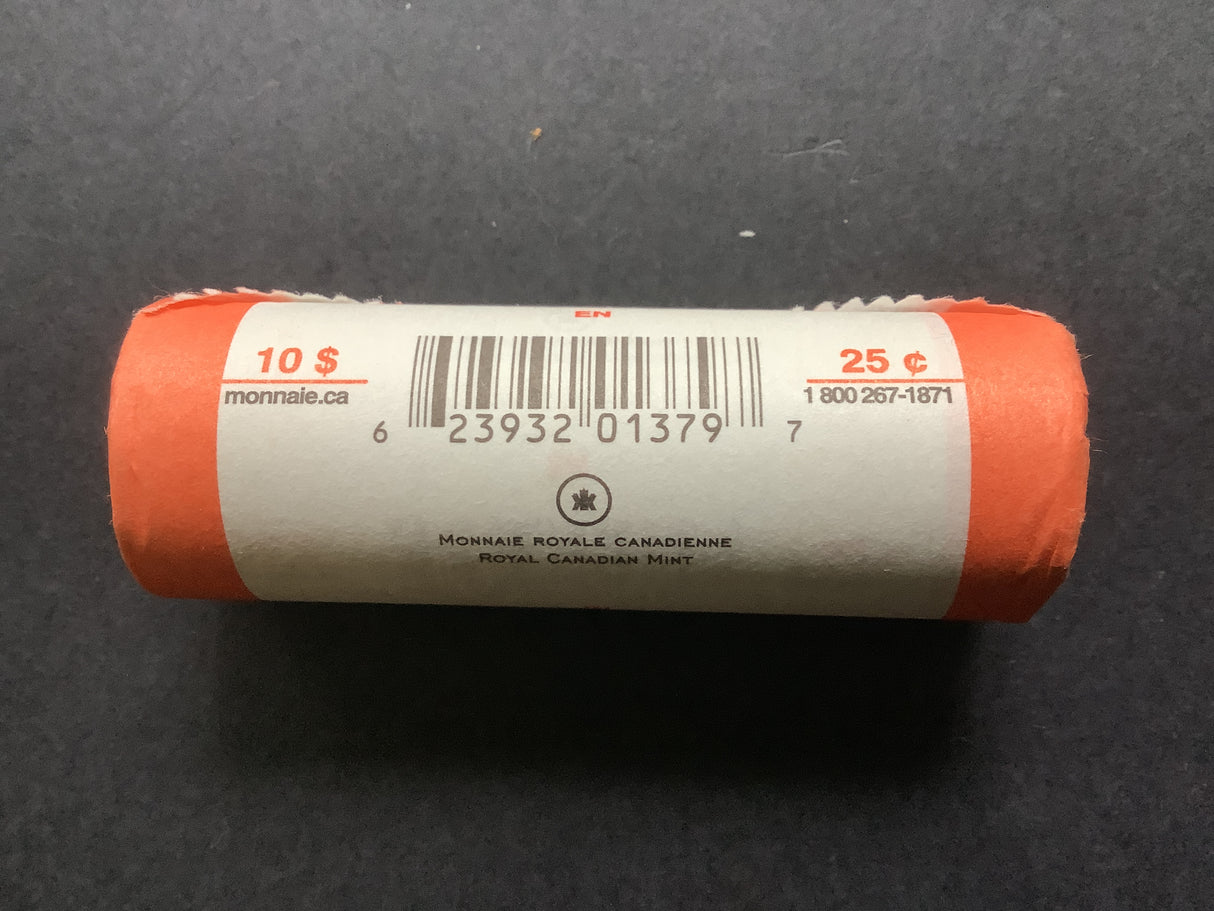 EN
10 $
monnaie.ca
25 ¢
1 800 267-1871
6 23932 01379 7
MONNAIE ROYALE CANADIENNE
ROYAL CANADIAN MINT